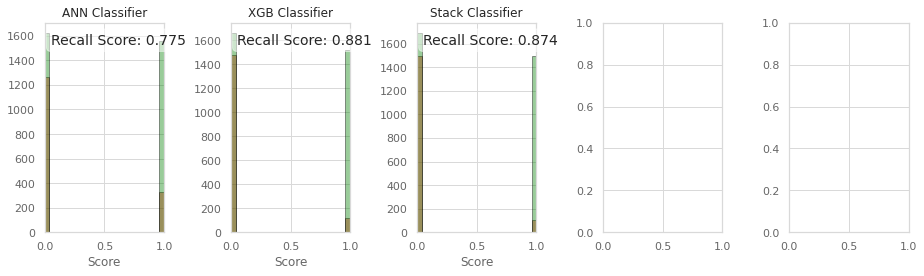 ANN Classifier
Recall Score: 0.775
1600
1400
1200
1000
800
600
400
200
0
0.0 0.5 1.0
Score
XGB Classifier
Recall Score: 0.881
1600
1400
1200
1000
800
600
400
200
0
0.0 0.5 1.0
Score
Stack Classifier
Recall Score: 0.874
1600
1400
1200
1000
800
600
400
200
0
0.0 0.5 1.0
Score
1.0
0.8
0.6
0.4
0.2
0.0
0.0 0.5 1.0
1.0
0.8
0.6
0.4
0.2
0.0
0.0 0.5 1.0